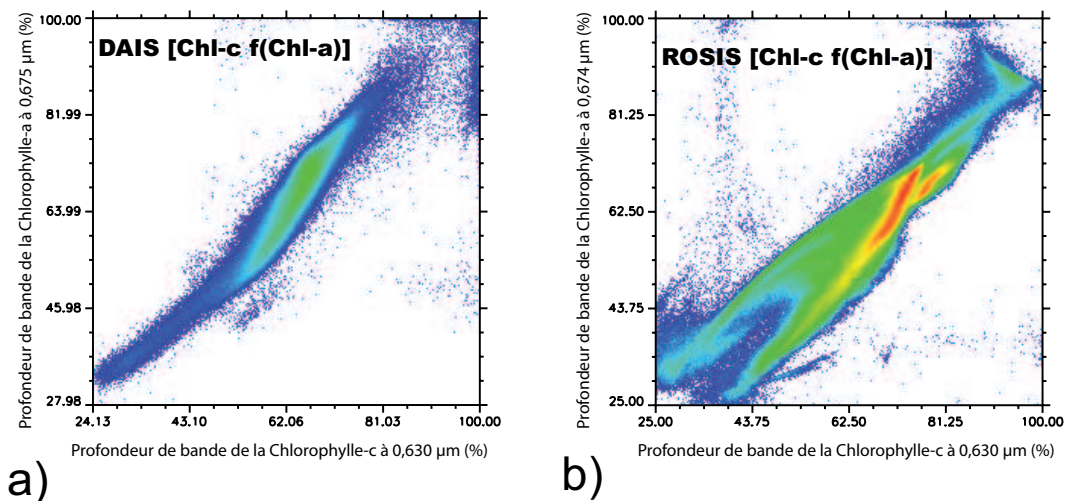 DAIS [Chl-c f(Chl-a)]
Profondeur de bande de la Chlorophylle-a à 0,675 µm (%)
100.00
81.99
63.99
45.98
27.98
24.13 43.10 62.06 81.03 100.00
Profondeur de bande de la Chlorophylle-c à 0,630 µm (%)
a)
ROSIS [Chl-c f(Chl-a)]
Profondeur de bande de la Chlorophylle-a à 0,674 µm (%)
100.00
81.25
62.50
43.75
25.00
25.00 43.75 62.50 81.25 100.00
Profondeur de bande de la Chlorophylle-c à 0,630 µm (%)
b)